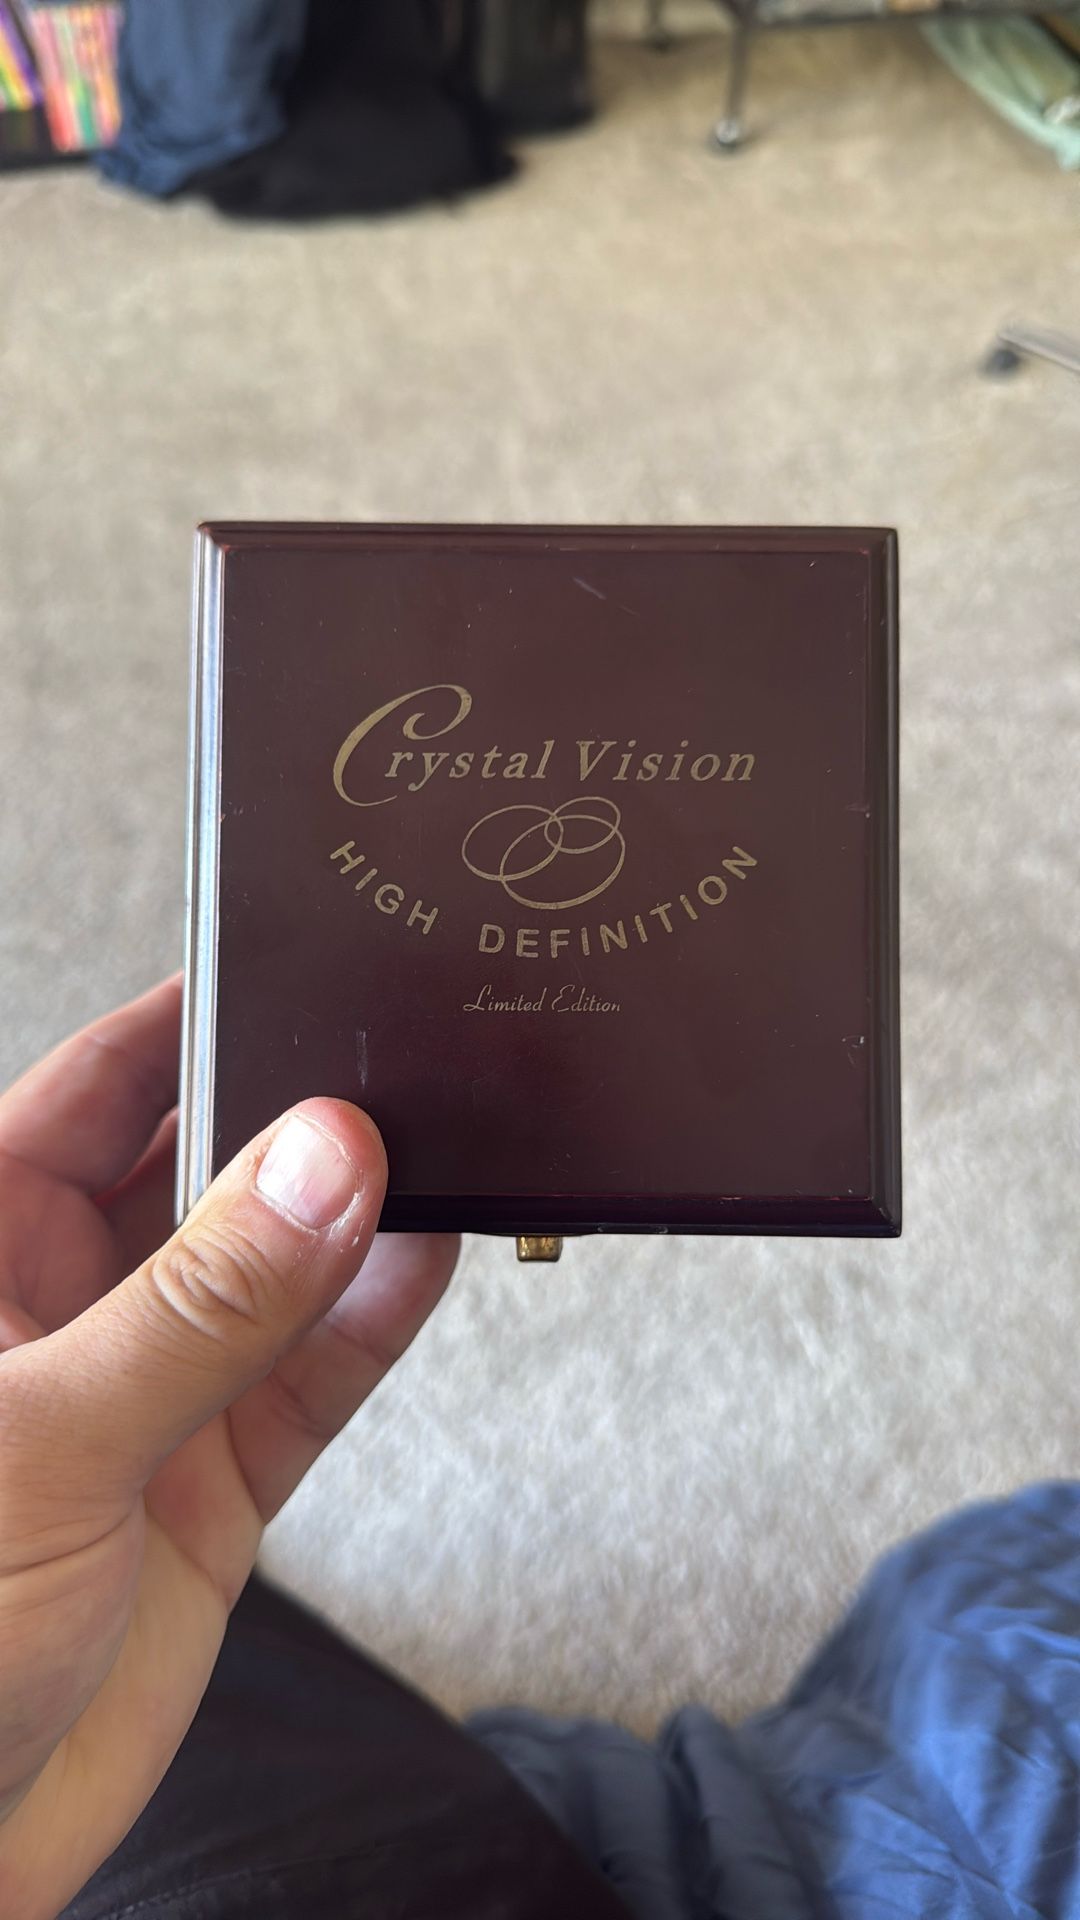 Crystal Vision
HIGH DEFINITION
Limited Edition